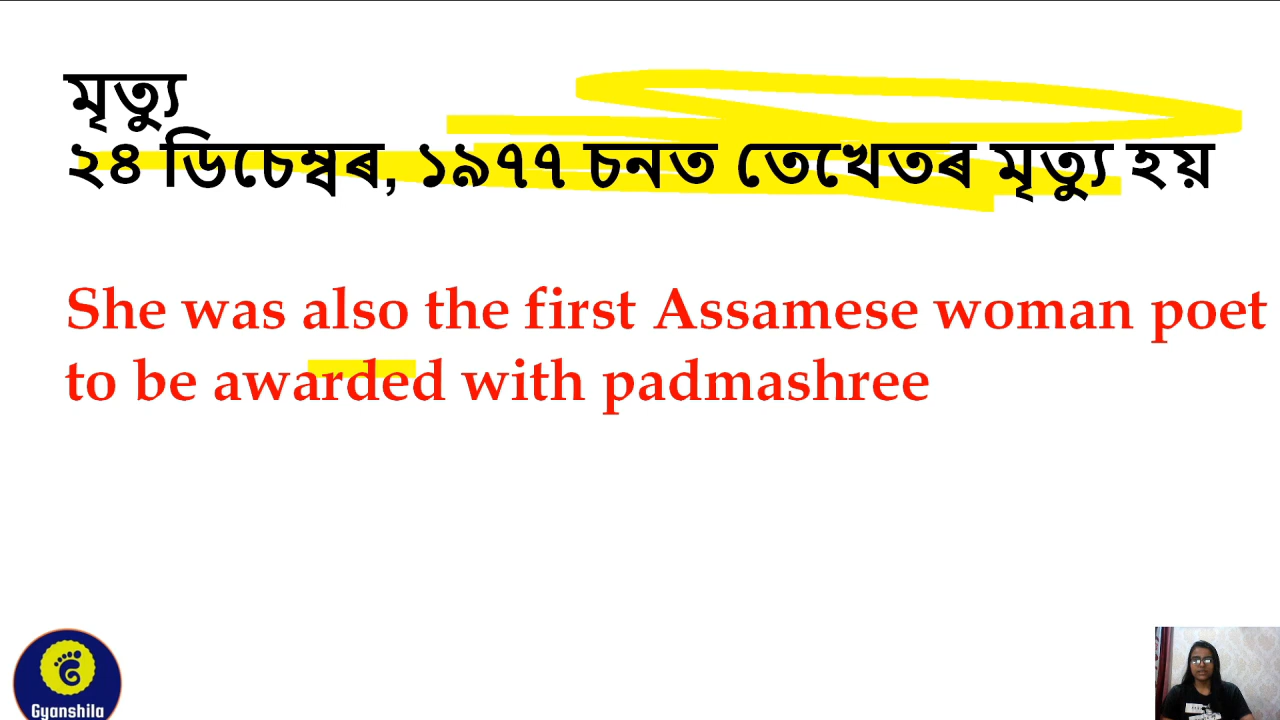 মৃত্যু
২৪ ডিচেম্বৰ, ১৯৭৭ চনত তেখেতৰ মৃত্যু হয়
She was also the first Assamese woman poet
to be awarded with padmashree
Gyanshila